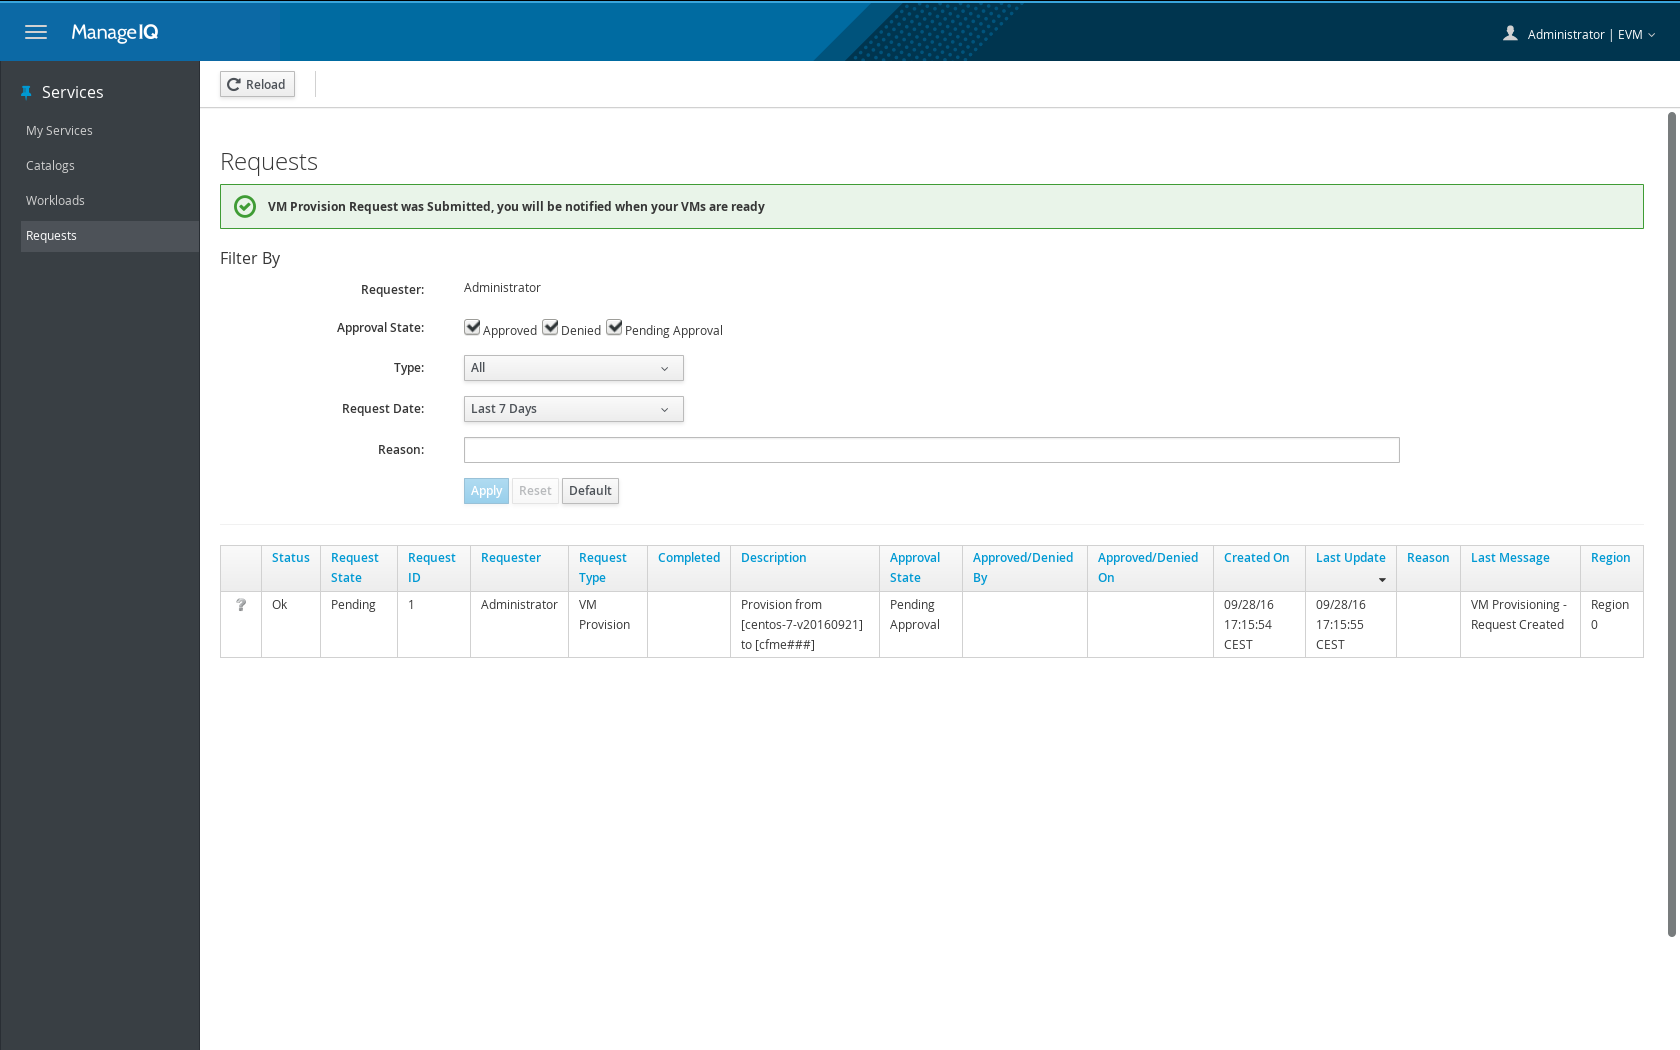 ManageIQ
Administrator | EVM
Services
My Services
Catalogs
Workloads
Requests
Reload
Requests
VM Provision Request was Submitted, you will be notified when your VMs are ready
Filter By
Requester: Administrator
Approval State: Approved Denied Pending Approval
Type: All
Request Date: Last 7 Days
Reason:
Apply Reset Default
Status Request State Request ID Requester Request Type Completed Description Approval State Approved/Denied By Approved/Denied On Created On Last Update Reason Last Message Region
Ok Pending 1 Administrator VM Provision Provision from [centos-7-v20160921] to [cfme###] Pending Approval 09/28/16 17:15:54 CEST 09/28/16 17:15:55 CEST VM Provisioning - Request Created Region 0